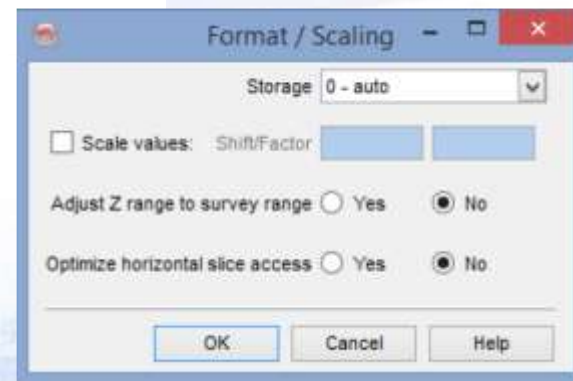 Format / Scaling
Storage 0 - auto
Scale values: Shift/Factor
Adjust Z range to survey range Yes No
Optimize horizontal slice access Yes No
OK Cancel Help